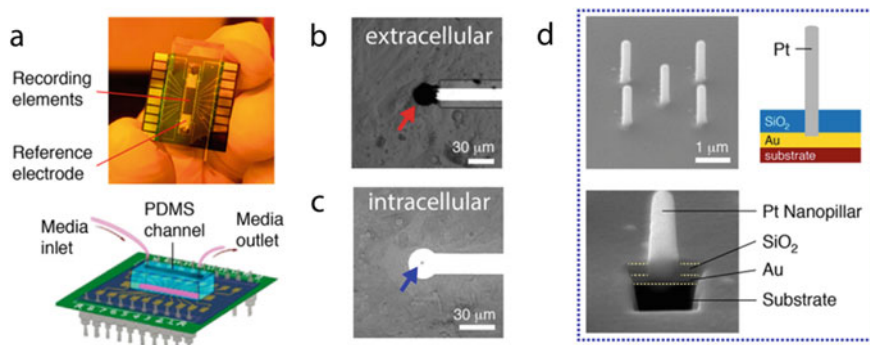 a
Recording
elements
Reference
electrode
Media
inlet
PDMS
channel
Media
outlet
b
extracellular
30 μm
c
intracellular
30 μm
d
1 μm
Pt
SiO₂
Au
substrate
Pt Nanopillar
SiO₂
Au
Substrate